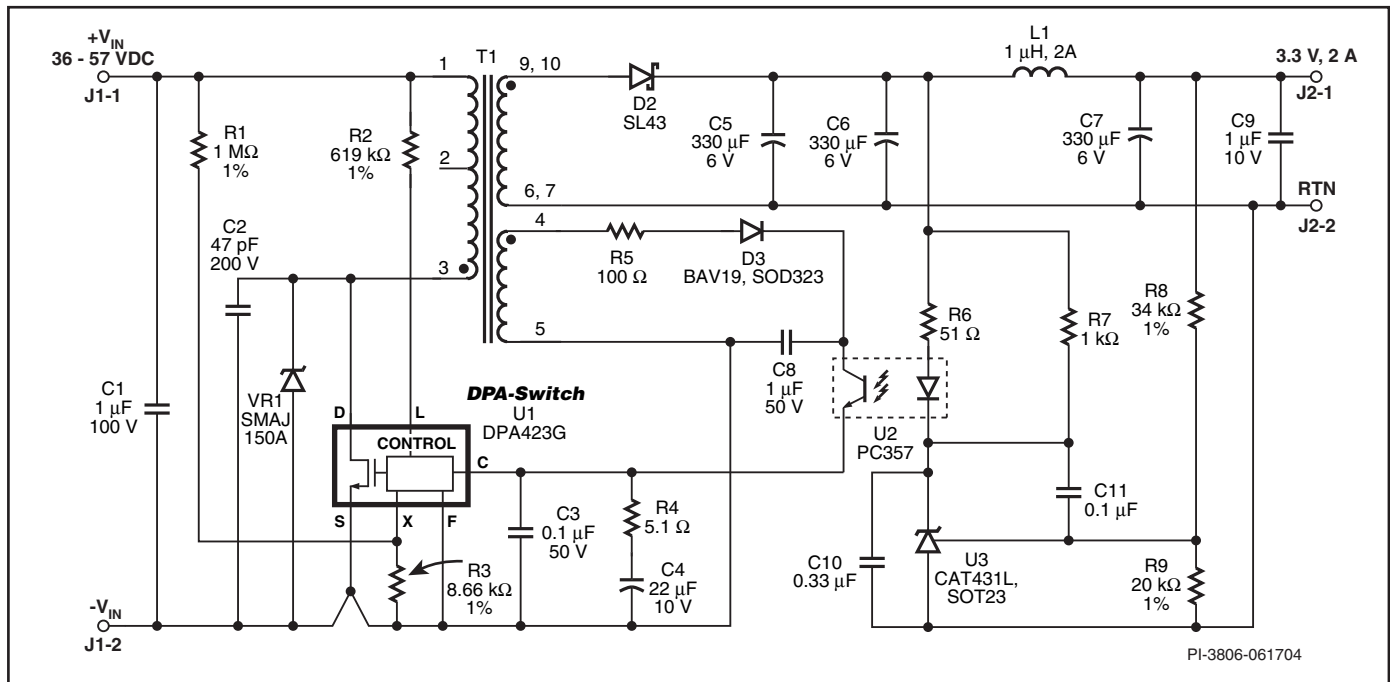 +VIN
36 - 57 VDC
J1-1
R1
1 MΩ
1%
R2
619 kΩ
1%
C2
47 pF
200 V
C1
1 µF
100 V
VR1
SMAJ
150A
-VIN
J1-2
1
2
3
T1
9, 10
6, 7
4
5
D2
SL43
C5
330 µF
6 V
C6
330 µF
6 V
L1
1 µH, 2A
C7
330 µF
6 V
C9
1 µF
10 V
3.3 V, 2 A
J2-1
RTN
J2-2
R5
100 Ω
D3
BAV19, SOD323
C8
1 µF
50 V
R6
51 Ω
R7
1 kΩ
R8
34 kΩ
1%
DPA-Switch
U1
DPA423G
D
L
CONTROL
C
S
X
F
R3
8.66 kΩ
1%
C3
0.1 µF
50 V
R4
5.1 Ω
C4
22 µF
10 V
U2
PC357
C11
0.1 µF
C10
0.33 µF
U3
CAT431L,
SOT23
R9
20 kΩ
1%
PI-3806-061704